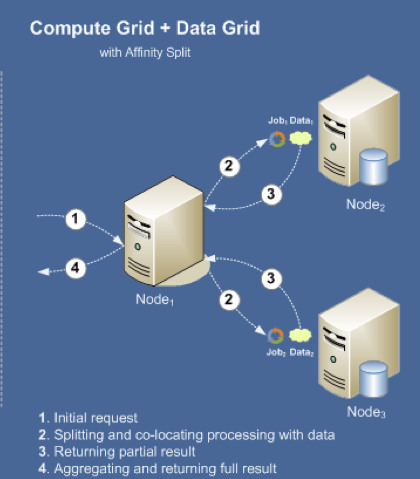 Compute Grid + Data Grid
with Affinity Split
Job₁ Data₁
2
3
Node₂
1
4
Node₁
3
2
Job₂ Data₂
Node₃
1. Initial request
2. Splitting and co-locating processing with data
3. Returning partial result
4. Aggregating and returning full result